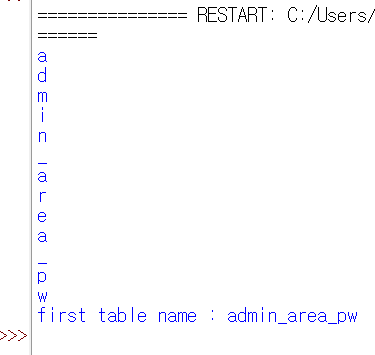 =============== RESTART: C:/Users/
======
a
d
m
i
n
_
a
r
e
a
_
p
w
first table name : admin_area_pw
>>>